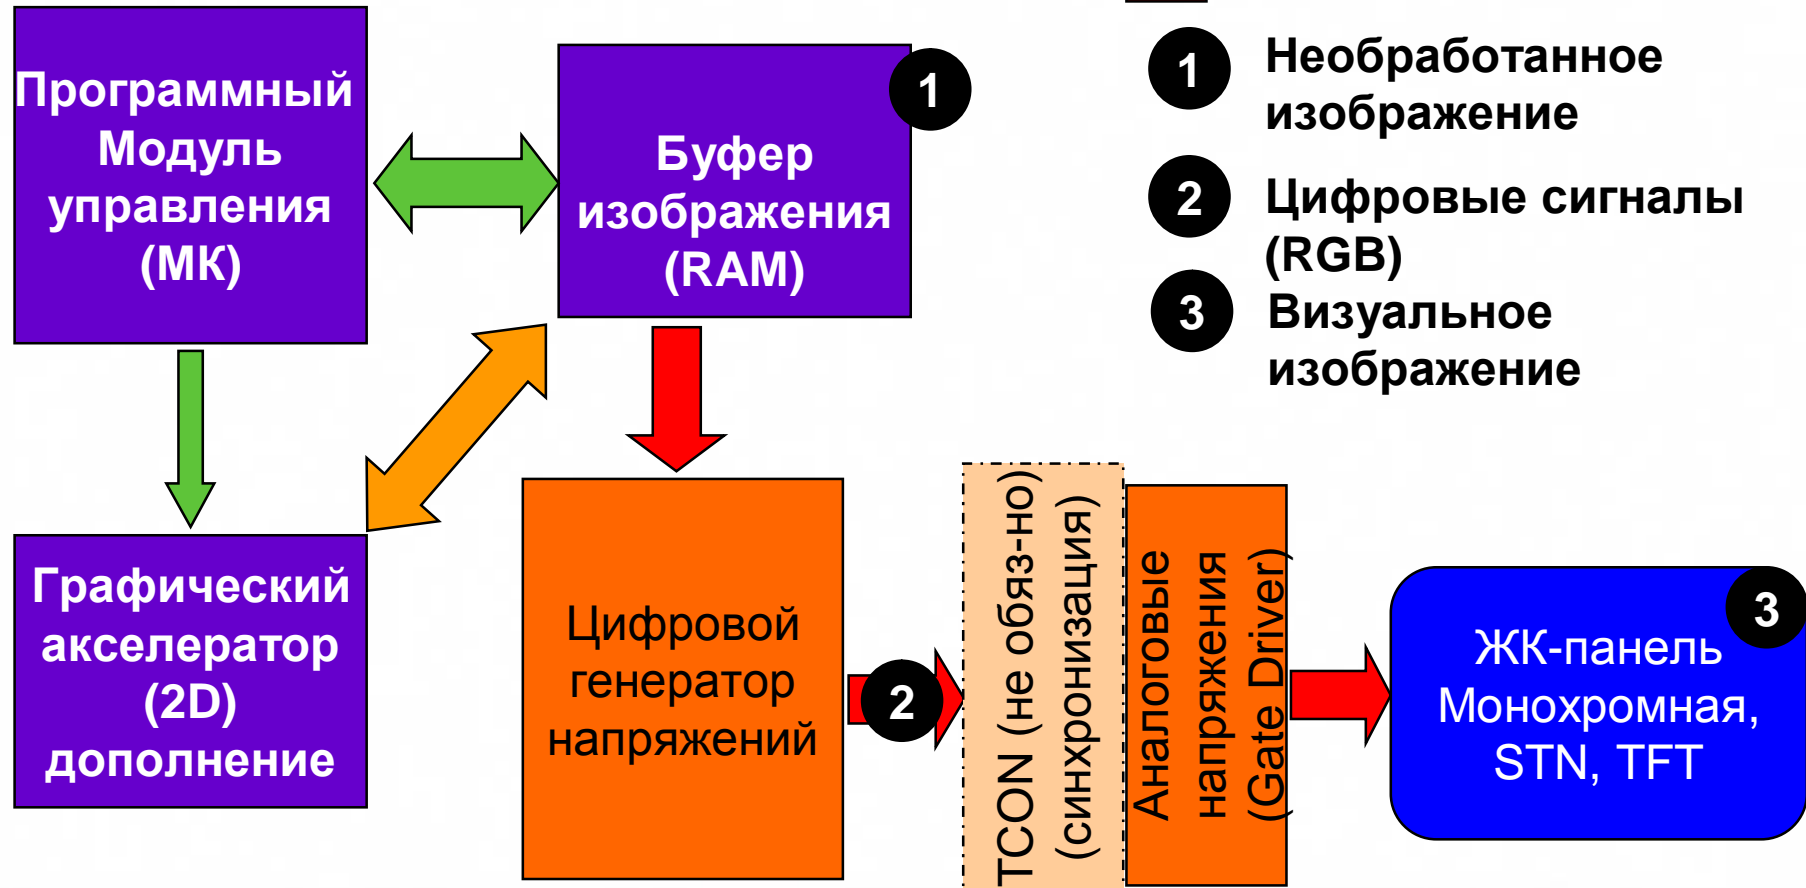 Программный
Модуль
управления
(МК)
1
Буфер
изображения
(RAM)
1
Необработанное
изображение
2
Цифровые сигналы
(RGB)
3
Визуальное
изображение
Графический
акселератор
(2D)
дополнение
Цифровой
генератор
напряжений
2
TCON (не обяз-но)
(синхронизация)
Аналоговые
напряжения
(Gate Driver)
3
ЖК-панель
Монохромная,
STN, TFT